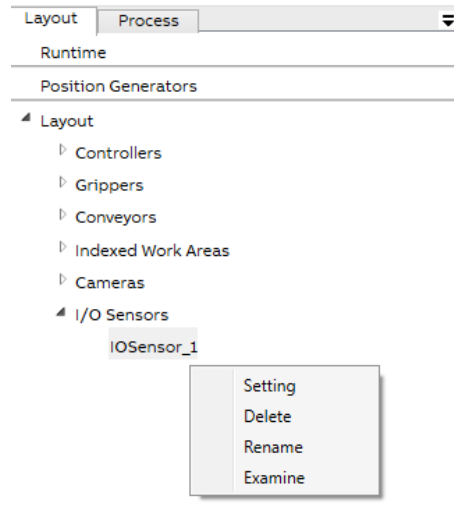 Layout Process
Runtime
Position Generators
Layout
Controllers
Grippers
Conveyors
Indexed Work Areas
Cameras
I/O Sensors
IOSensor_1
Setting
Delete
Rename
Examine